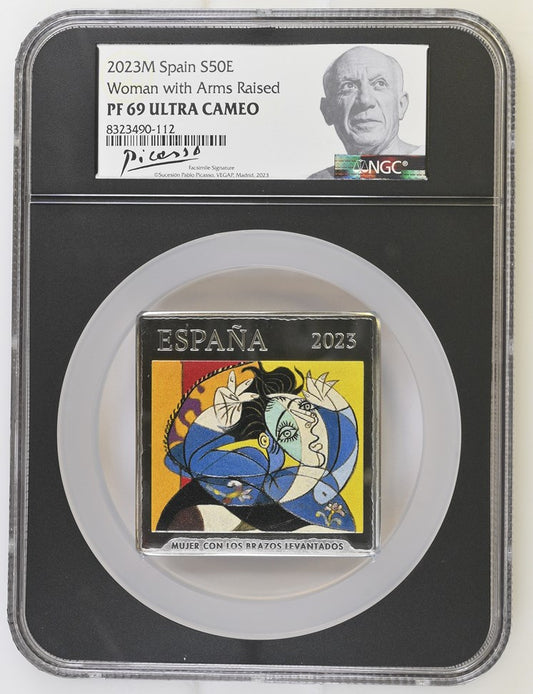 2023M Spain S50E
Woman with Arms Raised
PF 69 ULTRA CAMEO
8323490-112
Picasso
Facsimile Signature
©Sucesión Pablo Picasso, VEGAP, Madrid, 2023
NGC®
ESPAÑA 2023
MUJER CON LOS BRAZOS LEVANTADOS